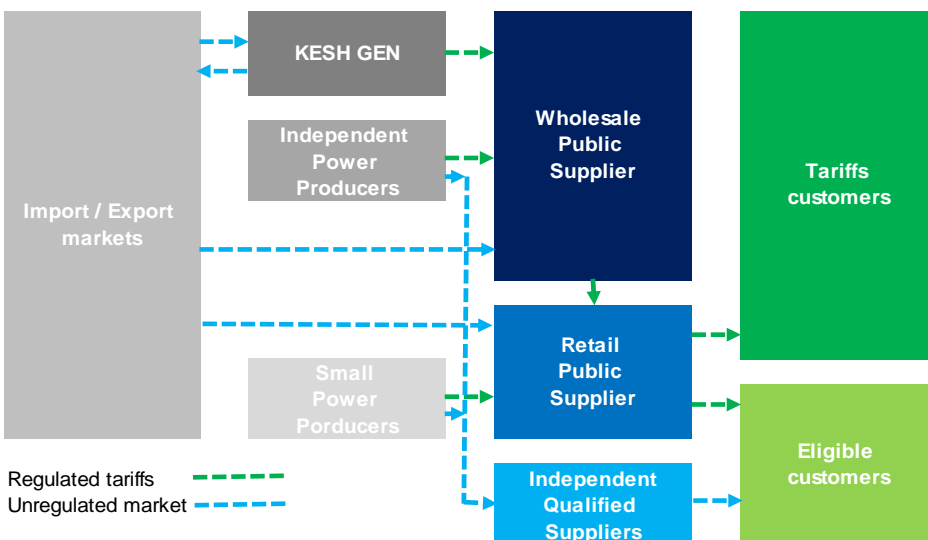 KESH GEN
Independent
Power
Producers
Wholesale
Public
Supplier
Tariffs
customers
Import / Export
markets
Small
Power
Porducers
Retail
Public
Supplier
Eligible
customers
Independent
Qualified
Suppliers
Regulated tariffs
Unregulated market